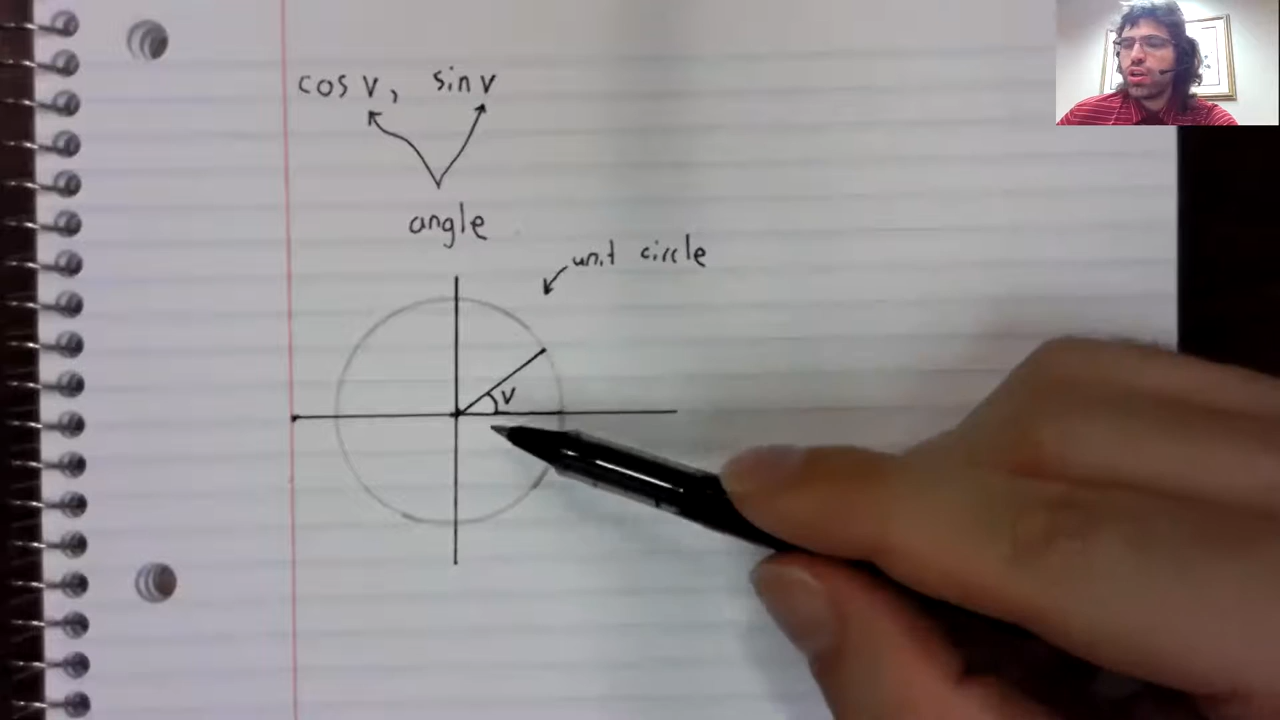 cos v, sin v
angle
unit circle
v